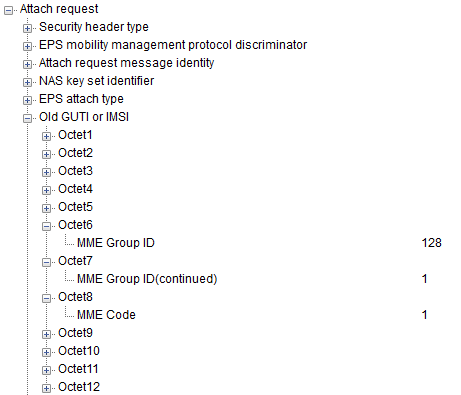 Attach request
Security header type
EPS mobility management protocol discriminator
Attach request message identity
NAS key set identifier
EPS attach type
Old GUTI or IMSI
Octet1
Octet2
Octet3
Octet4
Octet5
Octet6
MME Group ID 128
Octet7
MME Group ID(continued) 1
Octet8
MME Code 1
Octet9
Octet10
Octet11
Octet12